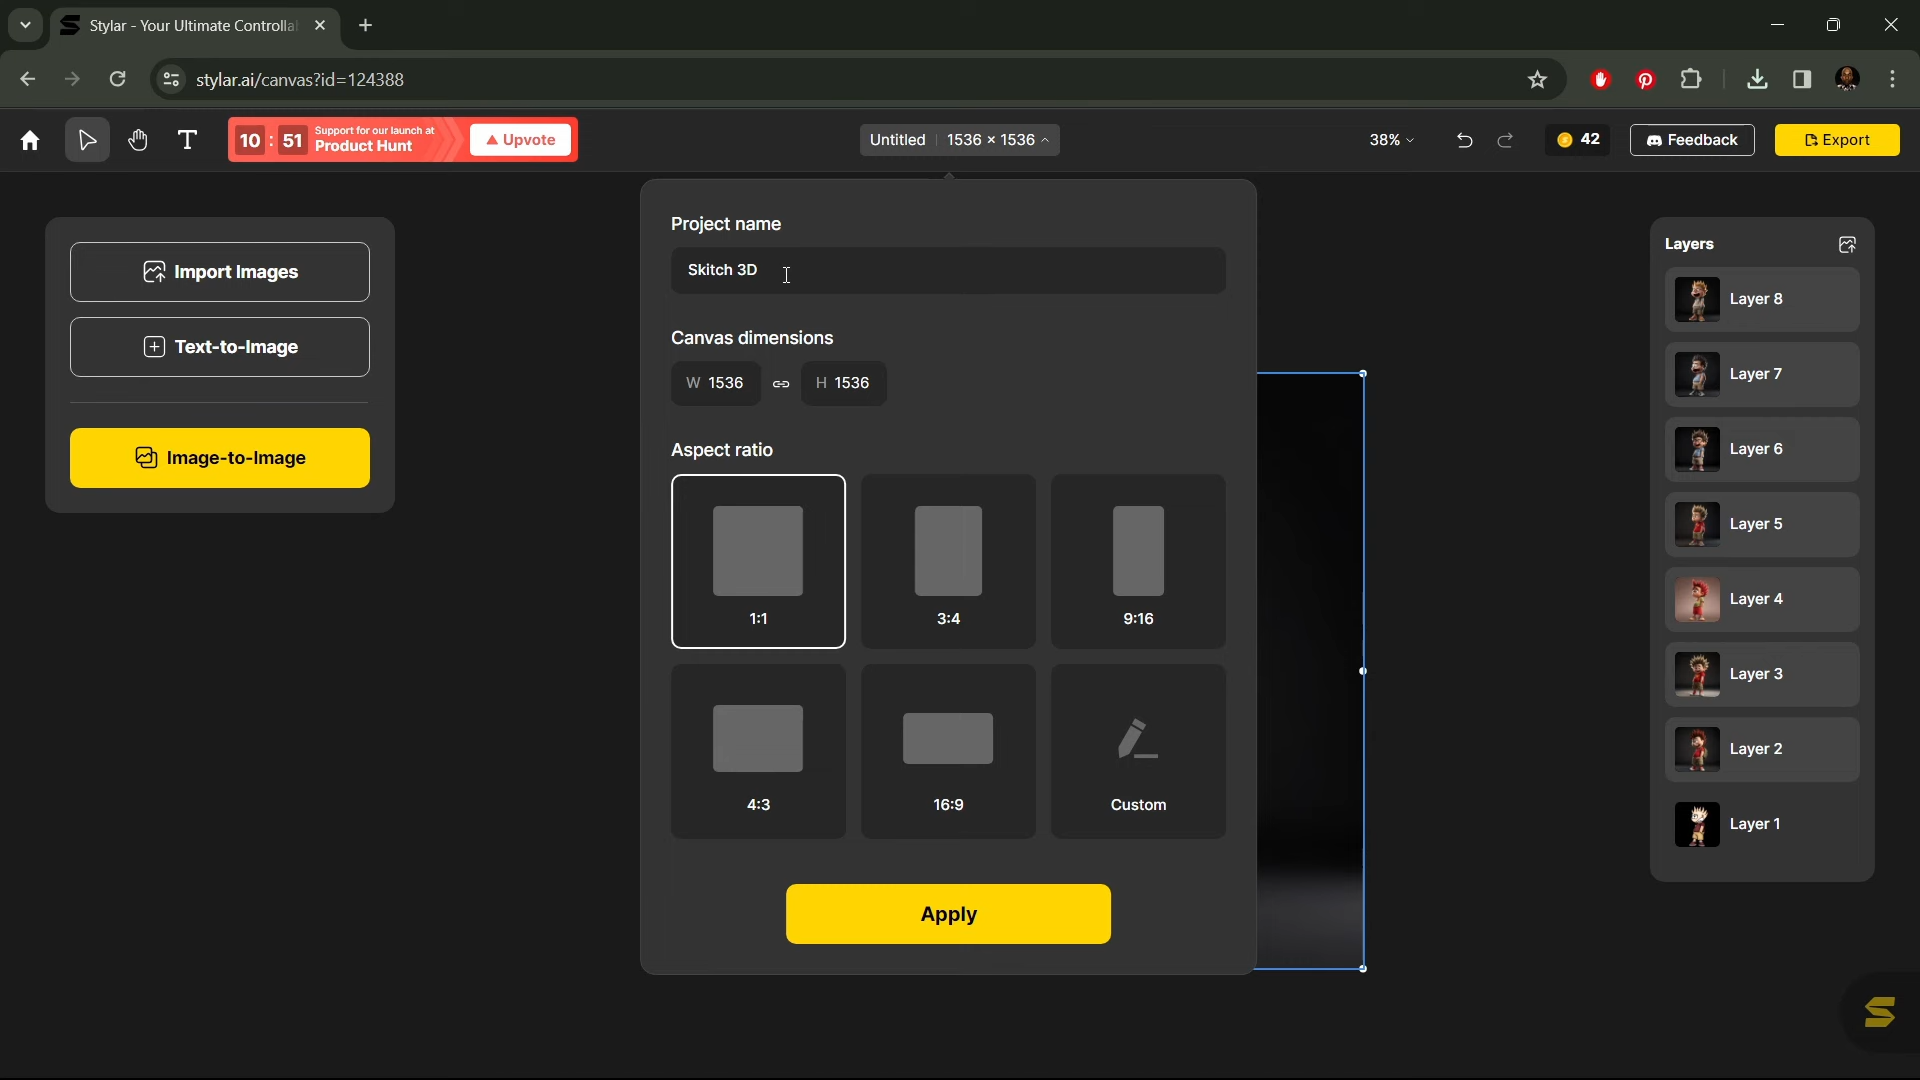 Stylar - Your Ultimate Controlla
stylar.ai/canvas?id=124388
10 : 51
Support for our launch at
Product Hunt
Upvote
Untitled 1536 × 1536
38%
42
Feedback
Export
Import Images
Text-to-Image
Image-to-Image
Project name
Skitch 3D
Canvas dimensions
W 1536 H 1536
Aspect ratio
1:1
3:4
9:16
4:3
16:9
Custom
Apply
Layers
Layer 8
Layer 7
Layer 6
Layer 5
Layer 4
Layer 3
Layer 2
Layer 1